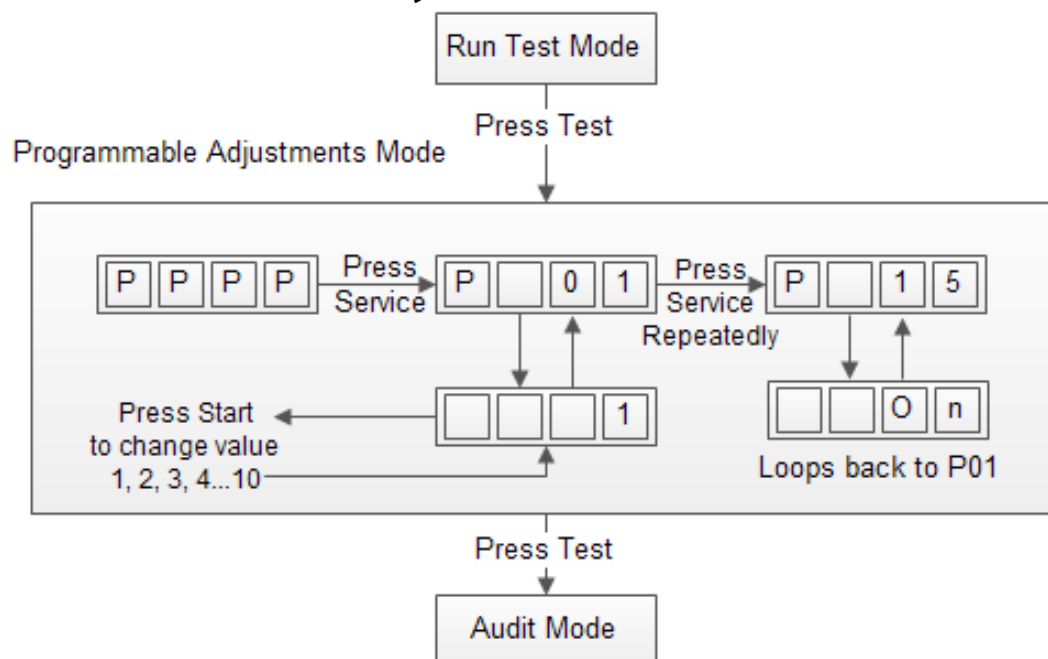 Run Test Mode
Press Test
Programmable Adjustments Mode
P P P P
Press
Service
P 0 1
Press
Service
Repeatedly
P 1 5
Press Start
to change value
1, 2, 3, 4...10
1
O n
Loops back to P01
Press Test
Audit Mode